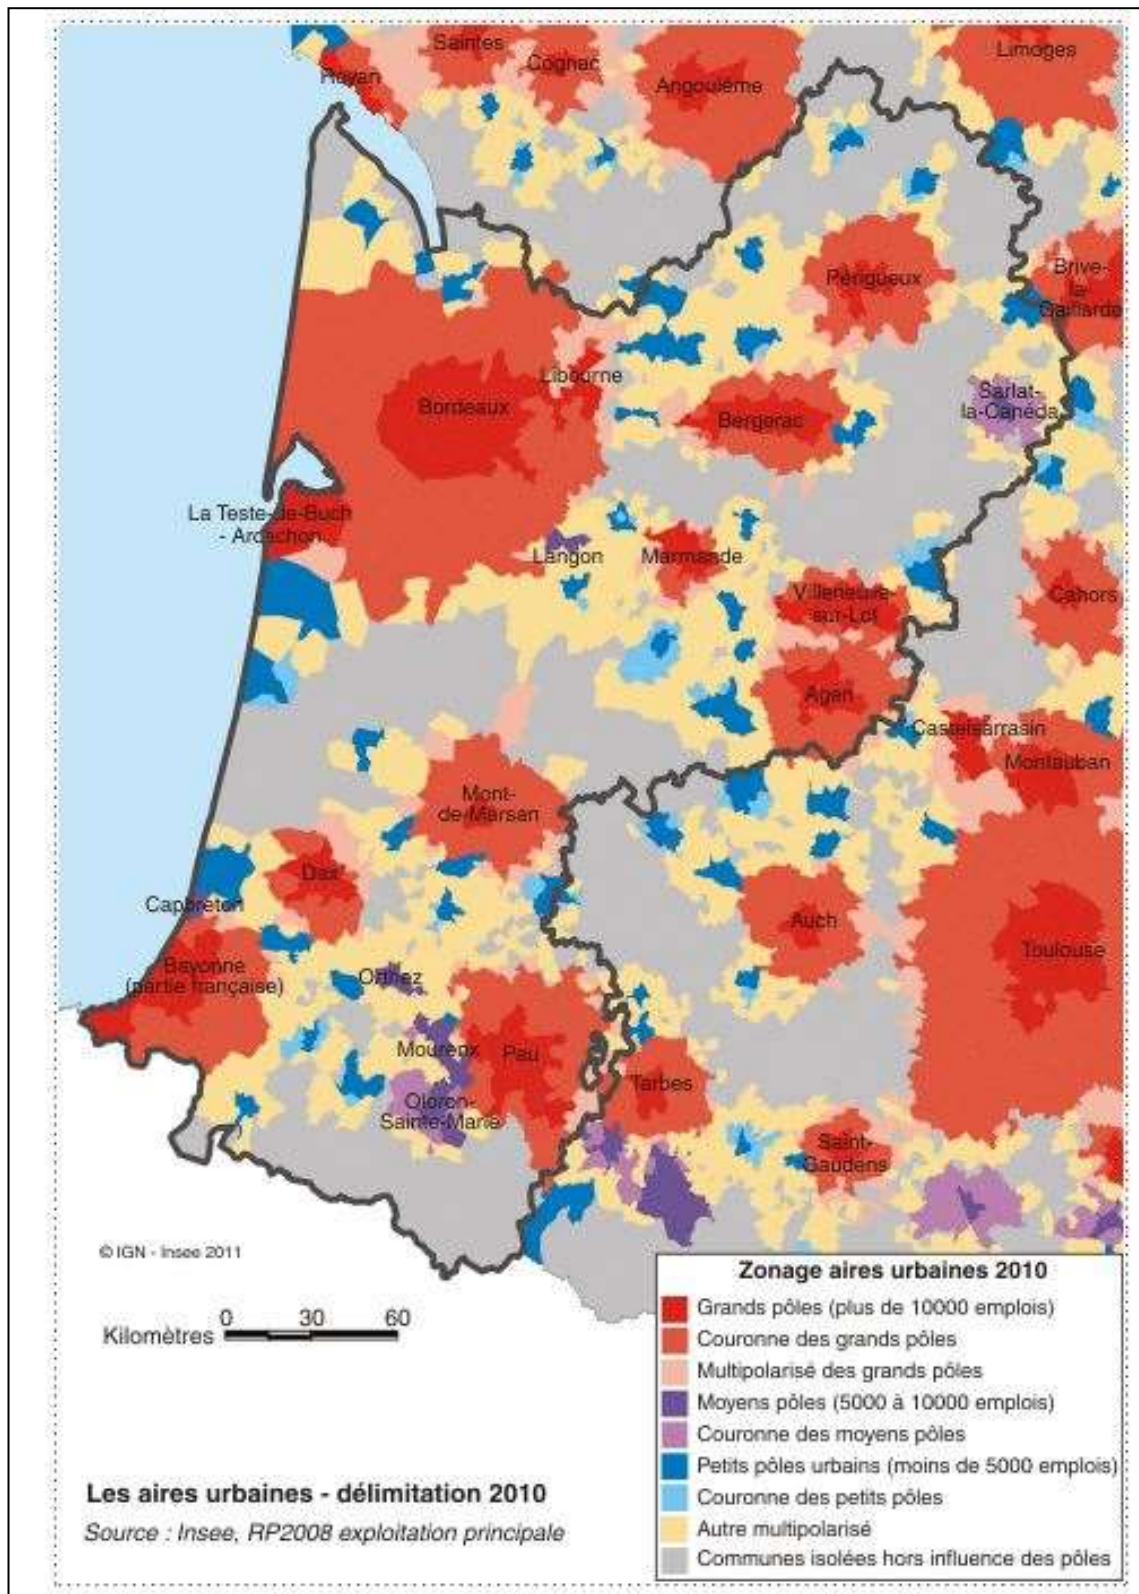 Saintes
Cognac
Limoges
Royan
Angoulême
Périgueux
Brive-
la-
Gaillarde
Libourne
Bordeaux
Bergerac
Sarlat-
la-Canéda
La Teste-de-Buch
- Arcachon
Langon
Marmande
Villeneuve-
sur-Lot
Cahors
Agen
Castelsarrasin
Montauban
Mont-
de-Marsan
Dax
Capbreton
Auch
Toulouse
Bayonne
(partie française)
Orthez
Mourenx
Pau
Tarbes
Oloron-
Sainte-Marie
Saint-
Gaudens
© IGN - Insee 2011
Kilomètres 0 30 60
Zonage aires urbaines 2010
Grands pôles (plus de 10000 emplois)
Couronne des grands pôles
Multipolarisé des grands pôles
Moyens pôles (5000 à 10000 emplois)
Couronne des moyens pôles
Petits pôles urbains (moins de 5000 emplois)
Couronne des petits pôles
Autre multipolarisé
Communes isolées hors influence des pôles
Les aires urbaines - délimitation 2010
Source : Insee, RP2008 exploitation principale